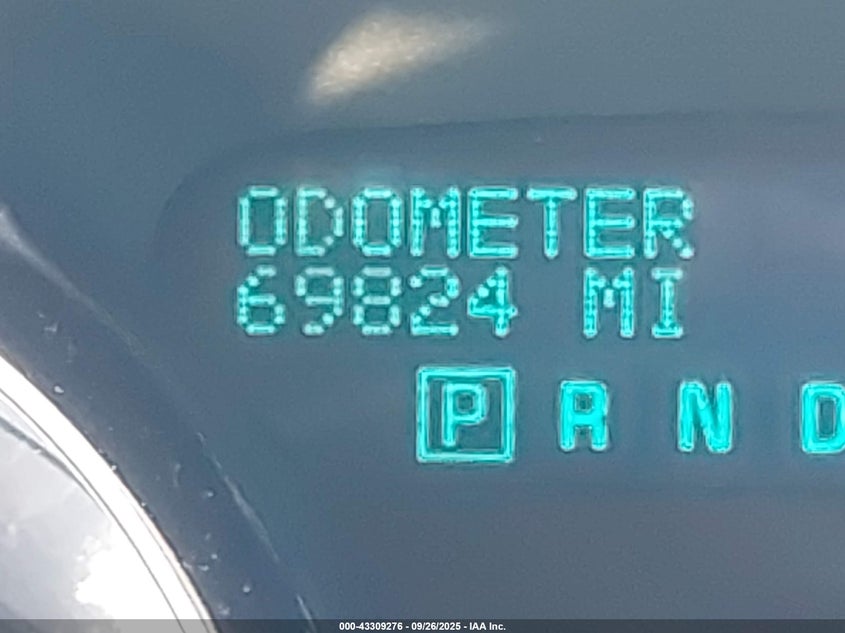 ODOMETER
69824 MI
P R N D
000-43309276 - 09/26/2025 - IAA Inc.